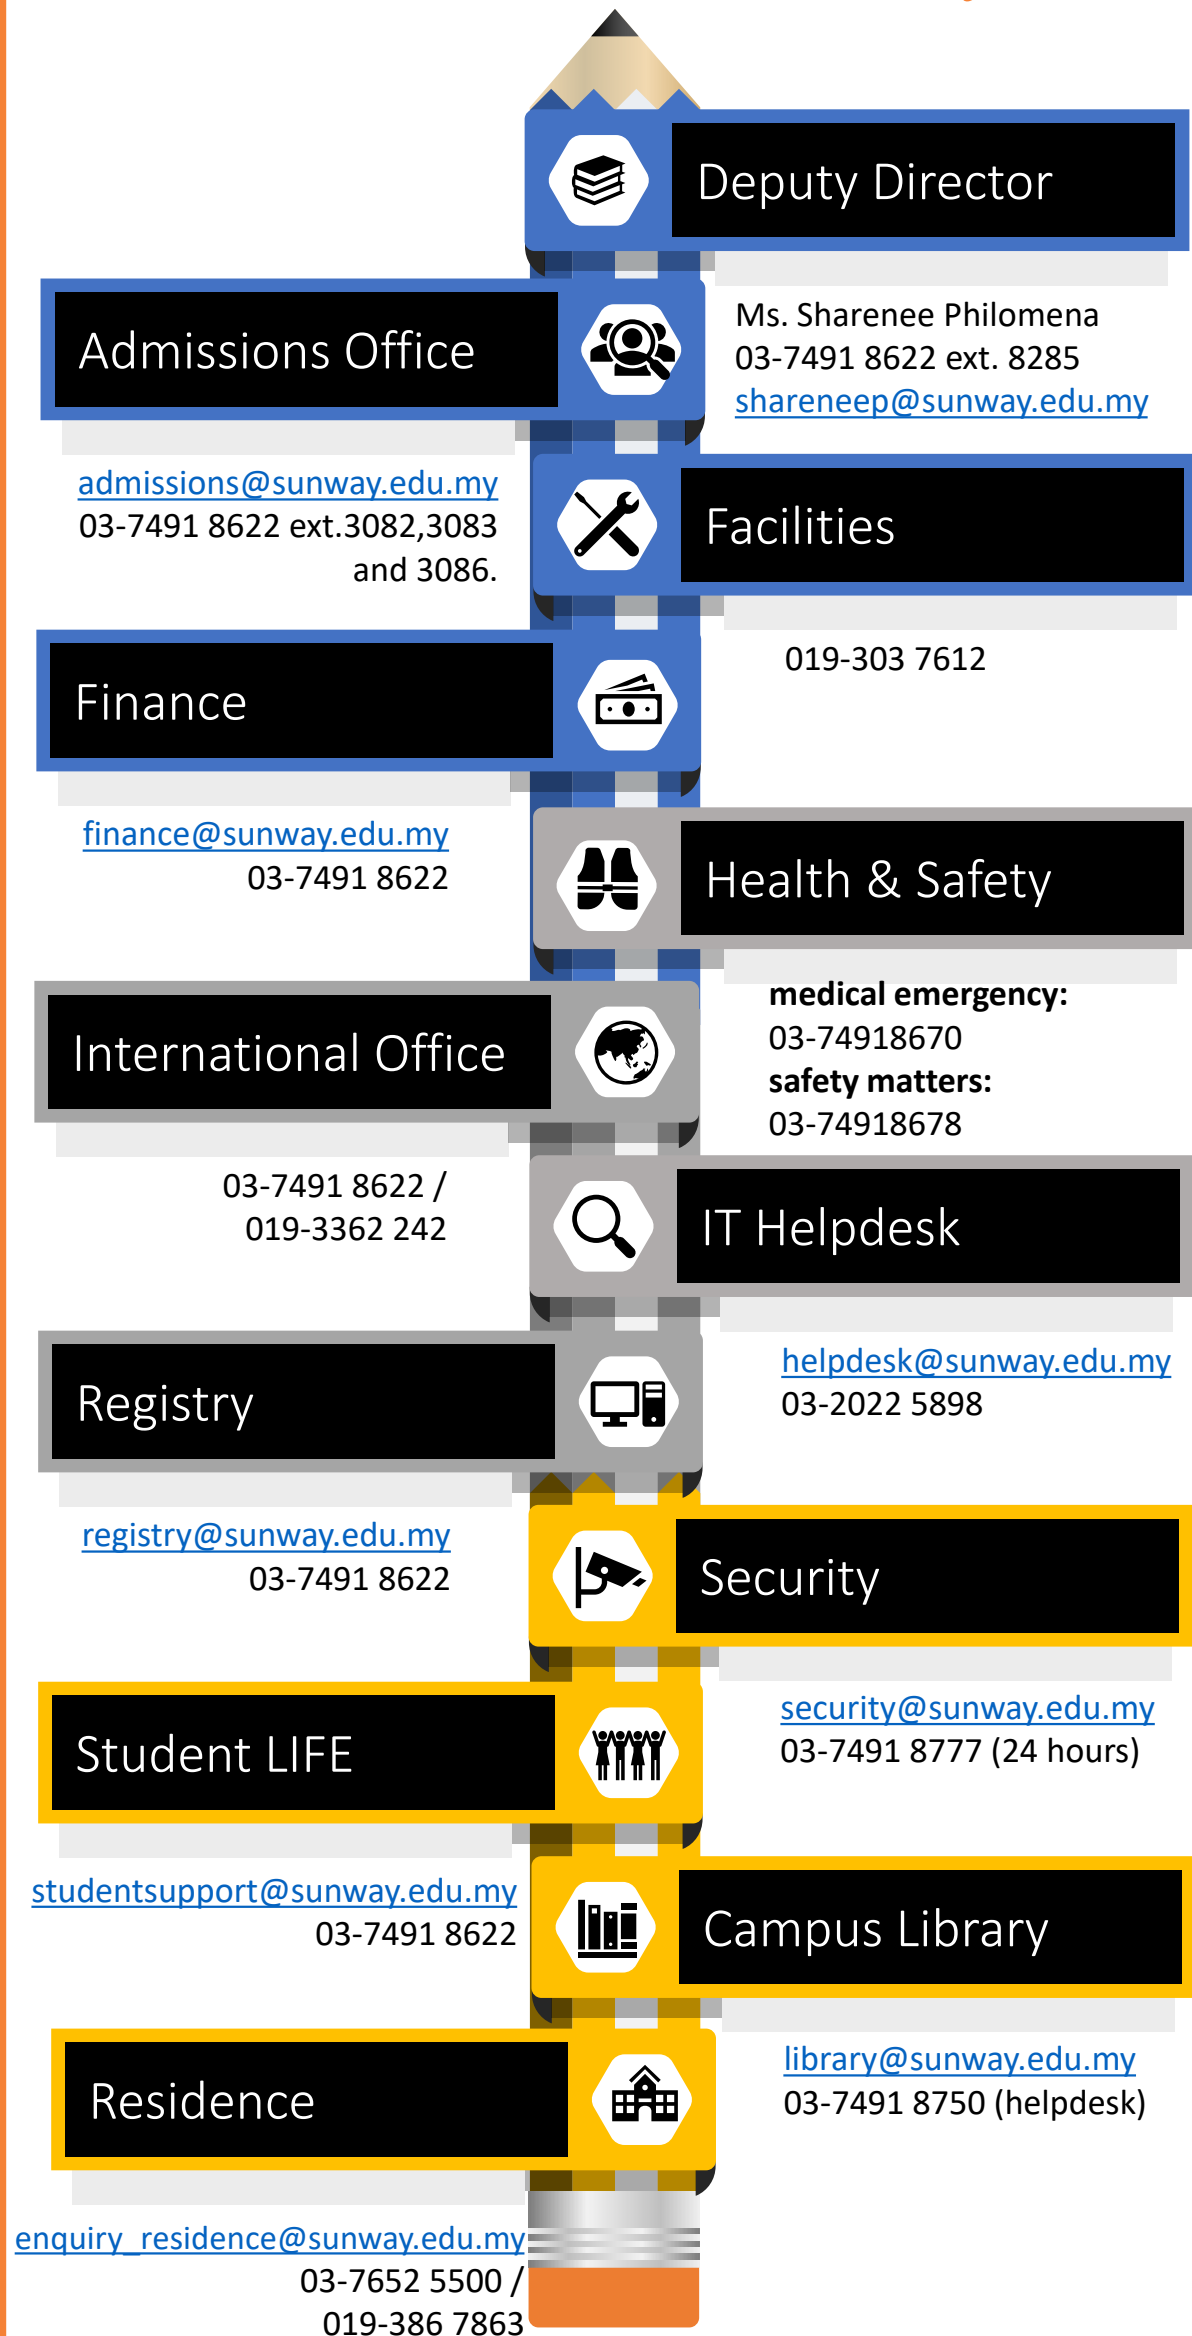 Deputy Director
Ms. Sharenee Philomena
03-7491 8622 ext. 8285
shareneep@sunway.edu.my
Admissions Office
admissions@sunway.edu.my
03-7491 8622 ext.3082,3083
and 3086.
Facilities
019-303 7612
Finance
finance@sunway.edu.my
03-7491 8622
Health & Safety
medical emergency:
03-74918670
safety matters:
03-74918678
International Office
03-7491 8622 /
019-3362 242
IT Helpdesk
helpdesk@sunway.edu.my
03-2022 5898
Registry
registry@sunway.edu.my
03-7491 8622
Security
security@sunway.edu.my
03-7491 8777 (24 hours)
Student LIFE
studentsupport@sunway.edu.my
03-7491 8622
Campus Library
library@sunway.edu.my
03-7491 8750 (helpdesk)
Residence
enquiry_residence@sunway.edu.my
03-7652 5500 /
019-386 7863